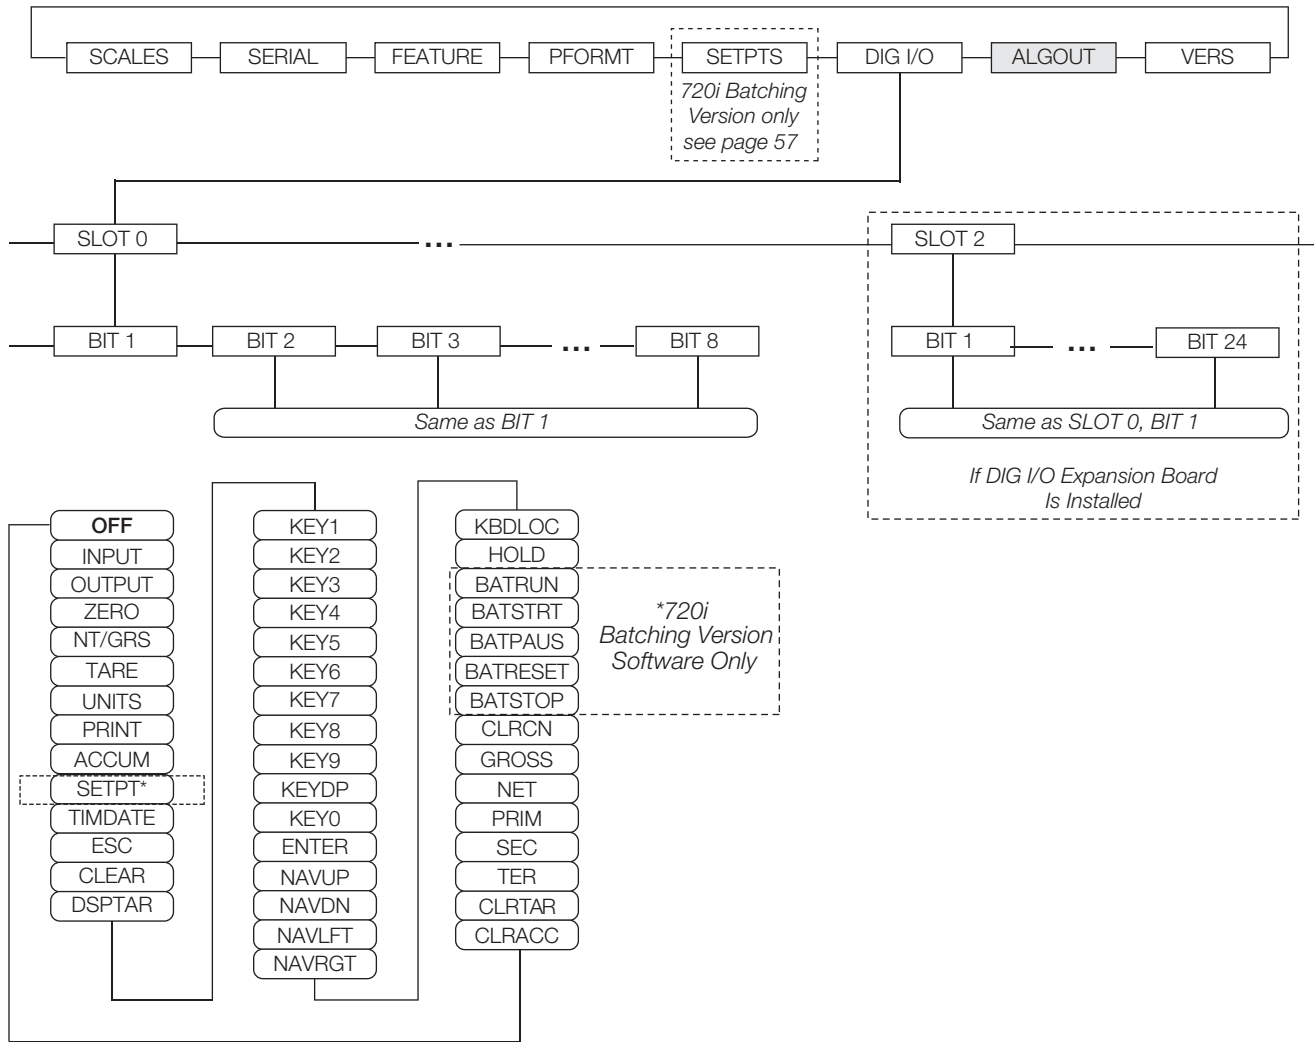 SCALES
SERIAL
FEATURE
PFORMT
SETPTS
DIG I/O
ALGOUT
VERS
720i Batching
Version only
see page 57
SLOT 0
...
SLOT 2
BIT 1
BIT 2
BIT 3
...
BIT 8
BIT 1
...
BIT 24
Same as BIT 1
Same as SLOT 0, BIT 1
If DIG I/O Expansion Board
Is Installed
OFF
INPUT
OUTPUT
ZERO
NT/GRS
TARE
UNITS
PRINT
ACCUM
SETPT*
TIMDATE
ESC
CLEAR
DSPTAR
KEY1
KEY2
KEY3
KEY4
KEY5
KEY6
KEY7
KEY8
KEY9
KEYDP
KEY0
ENTER
NAVUP
NAVDN
NAVLFT
NAVRGT
KBDLOC
HOLD
BATRUN
BATSTRT
BATPAUS
BATRESET
BATSTOP
CLRCN
GROSS
NET
PRIM
SEC
TER
CLRTAR
CLRACC
*720i
Batching Version
Software Only